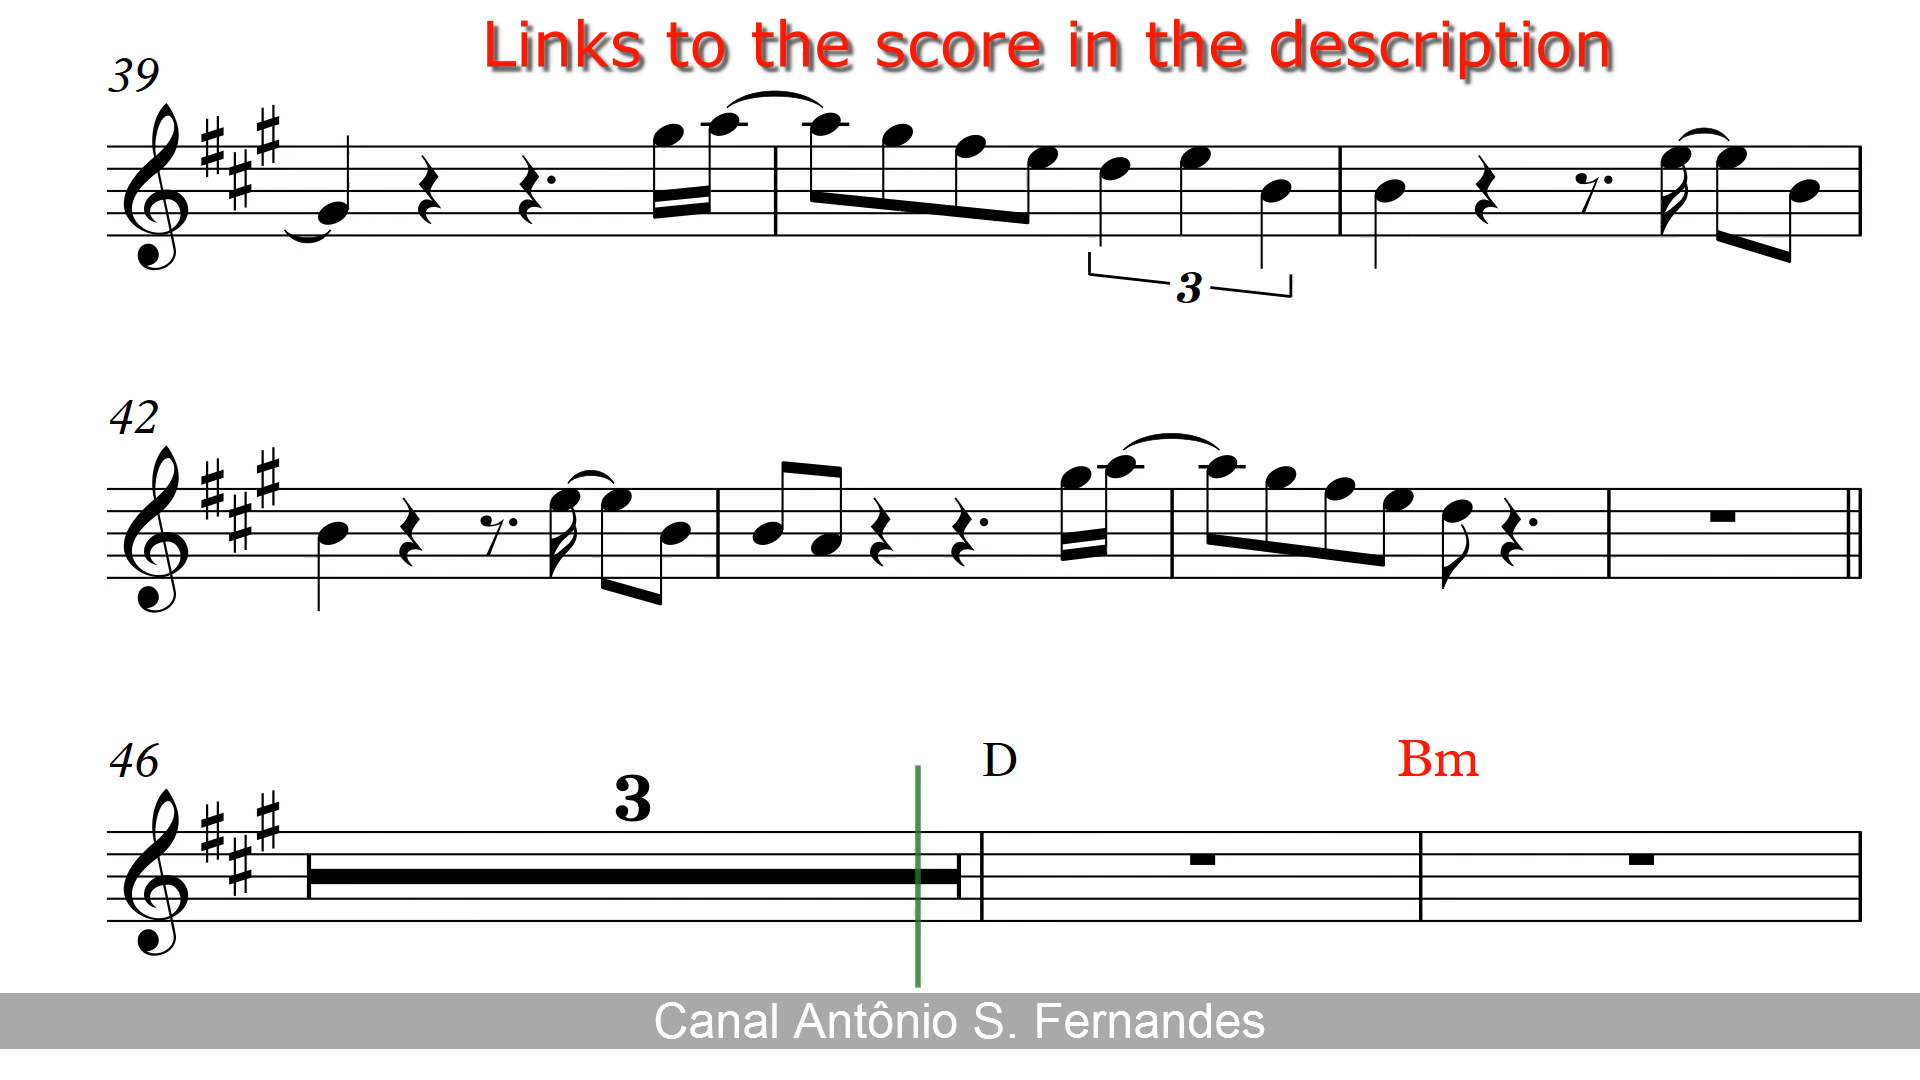 Links to the score in the description
39
3
42
46
3
D
Bm
Canal Antônio S. Fernandes